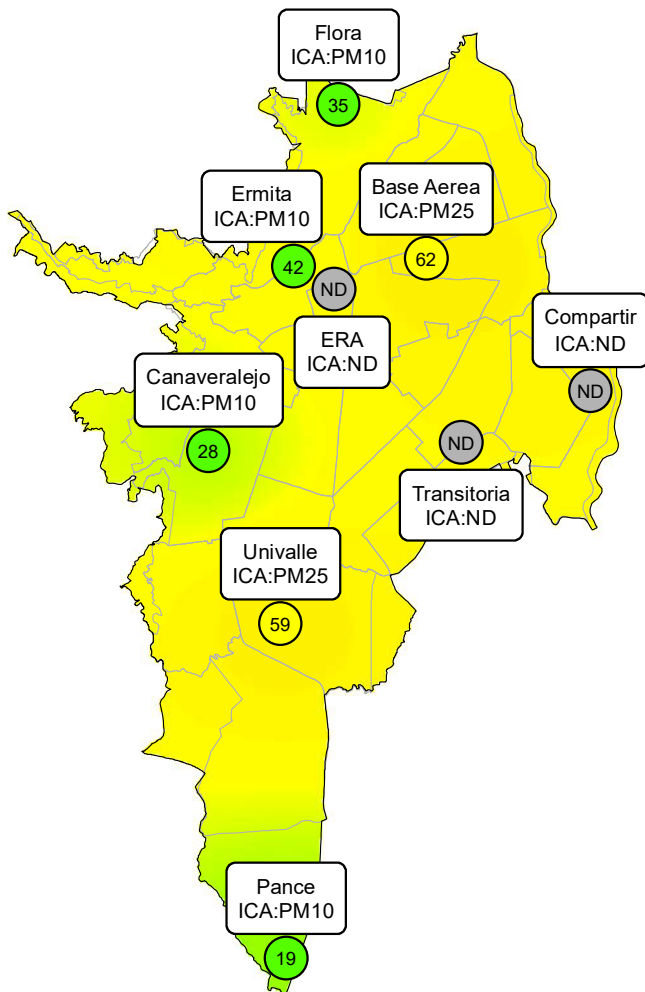 Flora
ICA:PM10
35
Ermita
ICA:PM10
42
Base Aerea
ICA:PM25
62
ND
ERA
ICA:ND
Compartir
ICA:ND
ND
Canaveralejo
ICA:PM10
28
ND
Transitoria
ICA:ND
Univalle
ICA:PM25
59
Pance
ICA:PM10
19